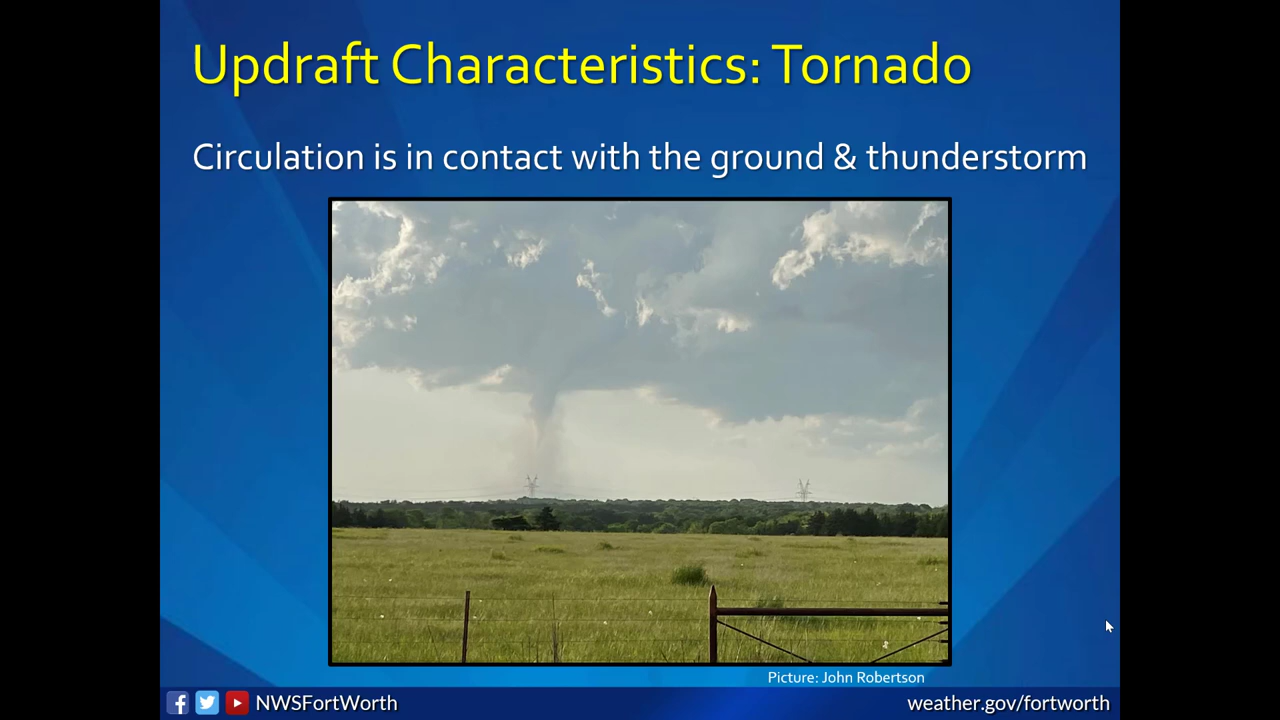 Updraft Characteristics: Tornado
Circulation is in contact with the ground & thunderstorm
Picture: John Robertson
NWSFortWorth
weather.gov/fortworth